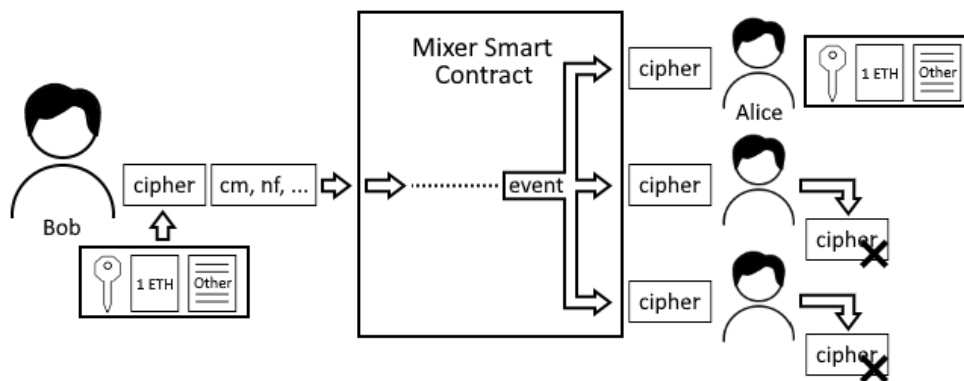 Mixer Smart
Contract
cipher
Alice
1 ETH
Other
Bob
cipher
cm, nf, ...
event
cipher
cipher
1 ETH
Other
cipher
cipher